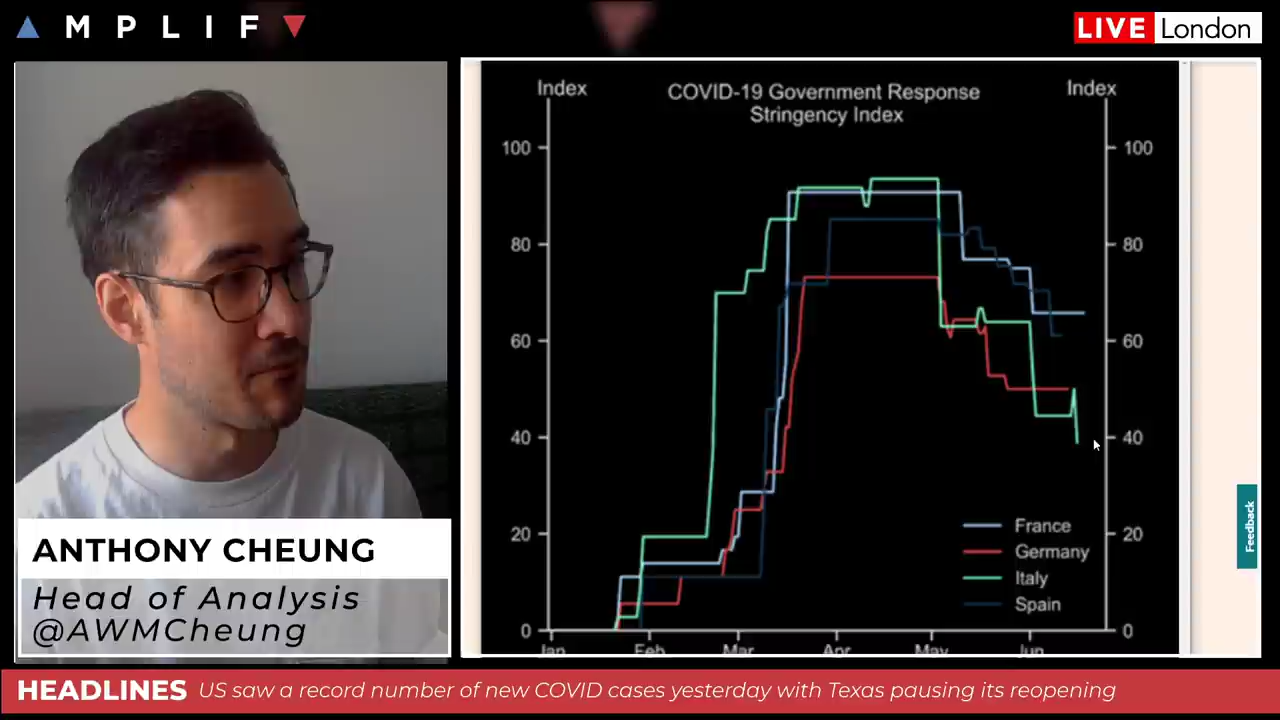 AMPLIFY
LIVE London
COVID-19 Government Response
Stringency Index
Index
Index
100
80
60
40
20
0
100
80
60
40
20
0
Jan
Feb
Mar
Apr
May
Jun
France
Germany
Italy
Spain
Feedback
ANTHONY CHEUNG
Head of Analysis
@AWMCheung
HEADLINES US saw a record number of new COVID cases yesterday with Texas pausing its reopening